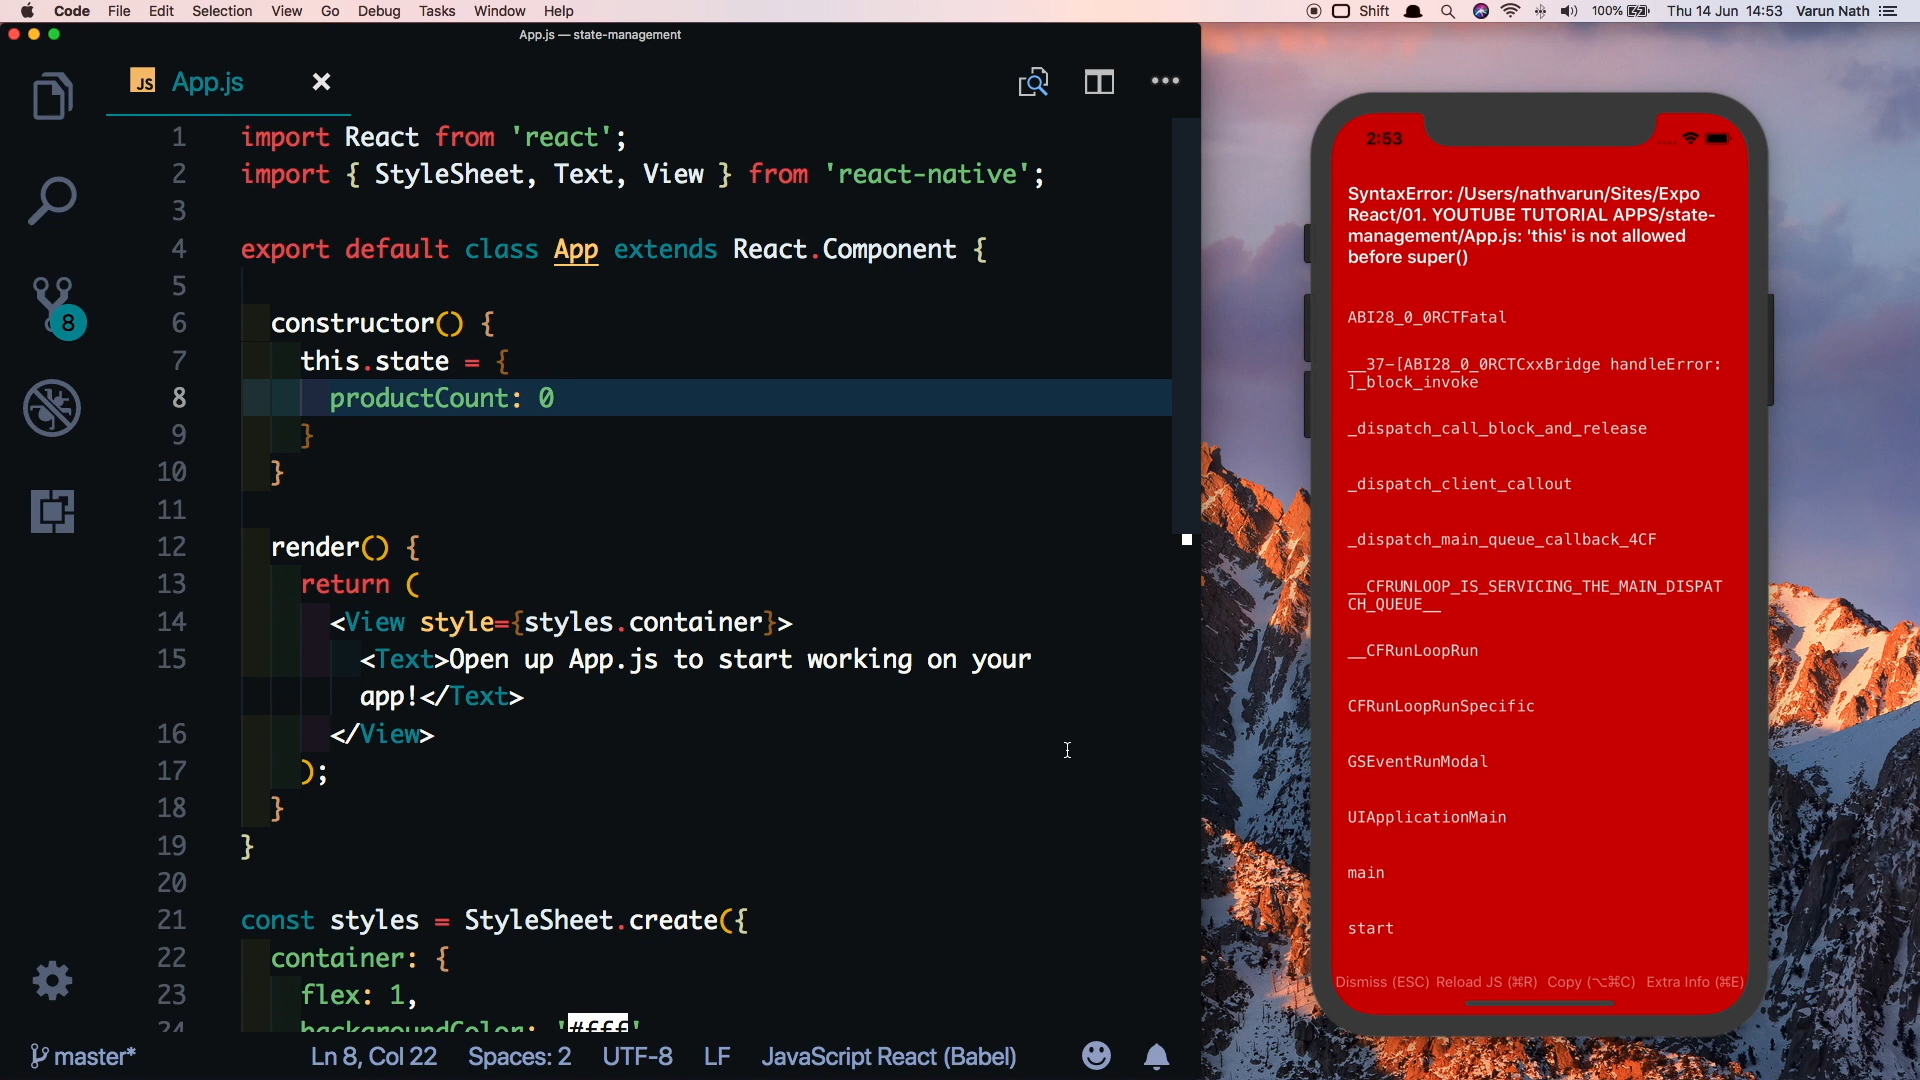 Code File Edit Selection View Go Debug Tasks Window Help
Shift 100% Thu 14 Jun 14:53 Varun Nath
App.js — state-management
JS App.js
1 import React from 'react';
2 import { StyleSheet, Text, View } from 'react-native';
3
4 export default class App extends React.Component {
5
6 constructor() {
7 this.state = {
8 productCount: 0
9 }
10 }
11
12 render() {
13 return (
14 <View style={styles.container}>
15 <Text>Open up App.js to start working on your
app!</Text>
16 </View>
17 );
18 }
19 }
20
21 const styles = StyleSheet.create({
22 container: {
23 flex: 1,
24 backgroundColor: '#fff'
8
master* Ln 8, Col 22 Spaces: 2 UTF-8 LF JavaScript React (Babel)
2:53
SyntaxError: /Users/nathvarun/Sites/Expo
React/01. YOUTUBE TUTORIAL APPS/state-
management/App.js: 'this' is not allowed
before super()
ABI28_0_0RCTFatal
__37-[ABI28_0_0RCTCxxBridge handleError:
]_block_invoke
_dispatch_call_block_and_release
_dispatch_client_callout
_dispatch_main_queue_callback_4CF
__CFRUNLOOP_IS_SERVICING_THE_MAIN_DISPAT
CH_QUEUE__
__CFRunLoopRun
CFRunLoopRunSpecific
GSEventRunModal
UIApplicationMain
main
start
Dismiss (ESC) Reload JS (⌘R) Copy (⌥⌘C) Extra Info (⌘E)